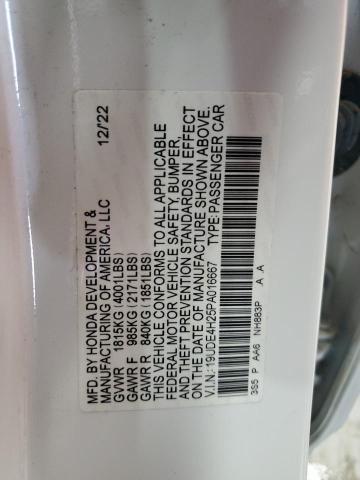 MFD. BY HONDA DEVELOPMENT & 12/22
MANUFACTURING OF AMERICA, LLC
GVWR 1815KG (4001LBS)
GAWR F 985KG (2171LBS)
GAWR R 840KG (1851LBS)
THIS VEHICLE CONFORMS TO ALL APPLICABLE
FEDERAL MOTOR VEHICLE SAFETY, BUMPER,
AND THEFT PREVENTION STANDARDS IN EFFECT
ON THE DATE OF MANUFACTURE SHOWN ABOVE.
V.I.N.: 19UDE4H25PA016667 TYPE: PASSENGER CAR
3S5 P AA6 NH883P A A